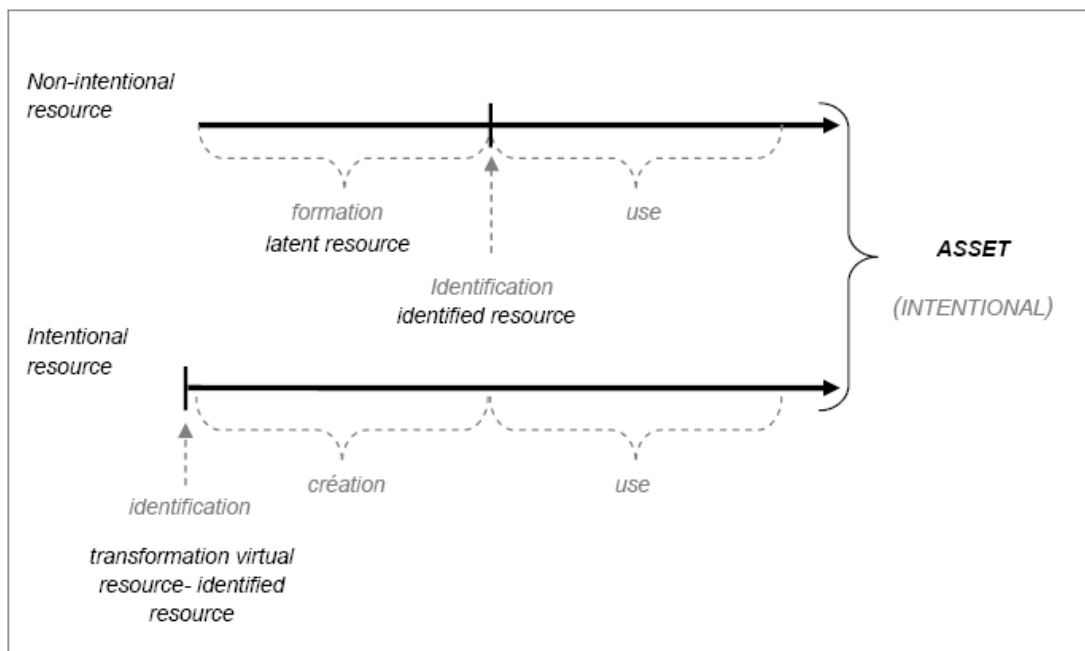 Non-intentional
resource
formation
latent resource
use
Identification
identified resource
ASSET
(INTENTIONAL)
Intentional
resource
création
use
identification
transformation virtual
resource- identified
resource